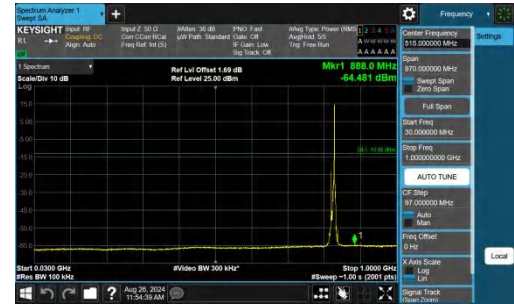 Spectrum Analyzer 1
Swept SA
Frequency
KEYSIGHT
Input: RF
Coupling: DC
Align: Auto
Input Z: 50 Ω
Corr CCorr RCal
Freq Ref: Int (S)
#Atten: 30 dB
µW Path: Standard
PNO: Fast
Gate: Off
IF Gain: Low
Sig Track: Off
#Avg Type: Power (RMS
Avg|Hold: 5/5
Trig: Free Run
1 2 3 4 5 6
A W W W W W
A A A A A A
1 Spectrum
Scale/Div 10 dB
Log
Ref Lvl Offset 1.69 dB
Ref Level 25.00 dBm
Mkr1 888.0 MHz
-64.481 dBm
15.0
5.00
-5.00
-15.0
-25.0
-35.0
-45.0
-55.0
-65.0
1
Start 0.0300 GHz
#Res BW 100 kHz
#Video BW 300 kHz*
Stop 1.0000 GHz
#Sweep ~1.00 s (2001 pts)
Aug 26, 2024
11:54:39 AM
Center Frequency
515.000000 MHz
Settings
Span
970.000000 MHz
Swept Span
Zero Span
Full Span
Start Freq
30.000000 MHz
Stop Freq
1.000000000 GHz
AUTO TUNE
CF Step
97.000000 MHz
Auto
Man
Freq Offset
0 Hz
X Axis Scale
Log
Lin
Local
Signal Track
(Span Zoom)